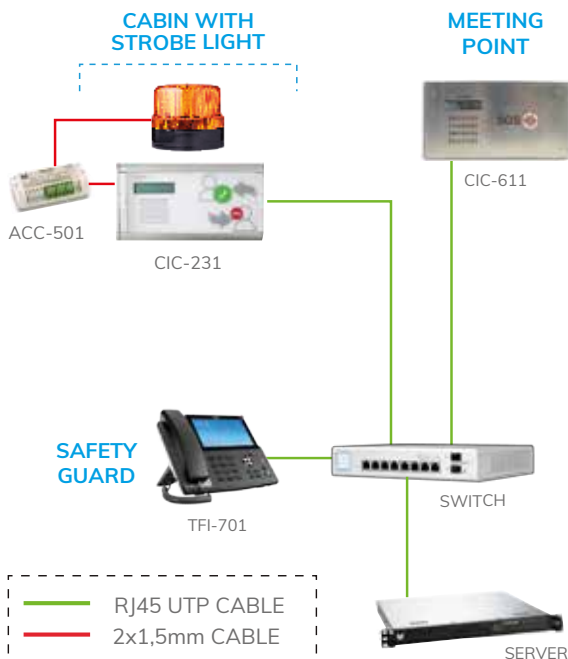 CABIN WITH
STROBE LIGHT
MEETING
POINT
SOS
CIC-611
ACC-501
CIC-231
SAFETY
GUARD
SWITCH
TFI-701
RJ45 UTP CABLE
2x1,5mm CABLE
SERVER